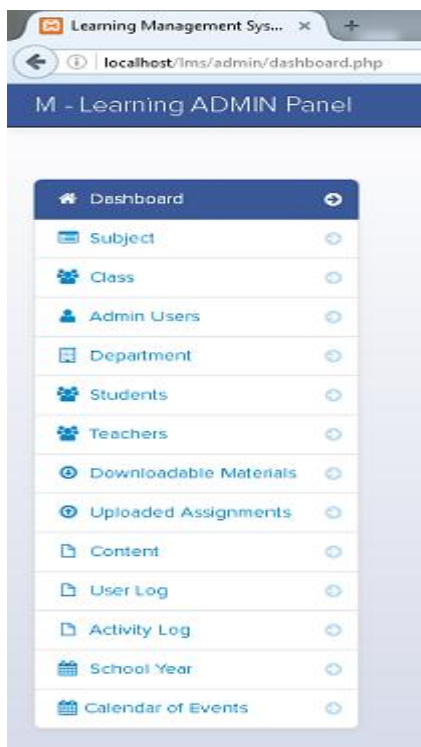 Learning Management Sys...
localhost/lms/admin/dashboard.php
M - Learning ADMIN Panel
Dashboard
Subject
Class
Admin Users
Department
Students
Teachers
Downloadable Materials
Uploaded Assignments
Content
User Log
Activity Log
School Year
Calendar of Events